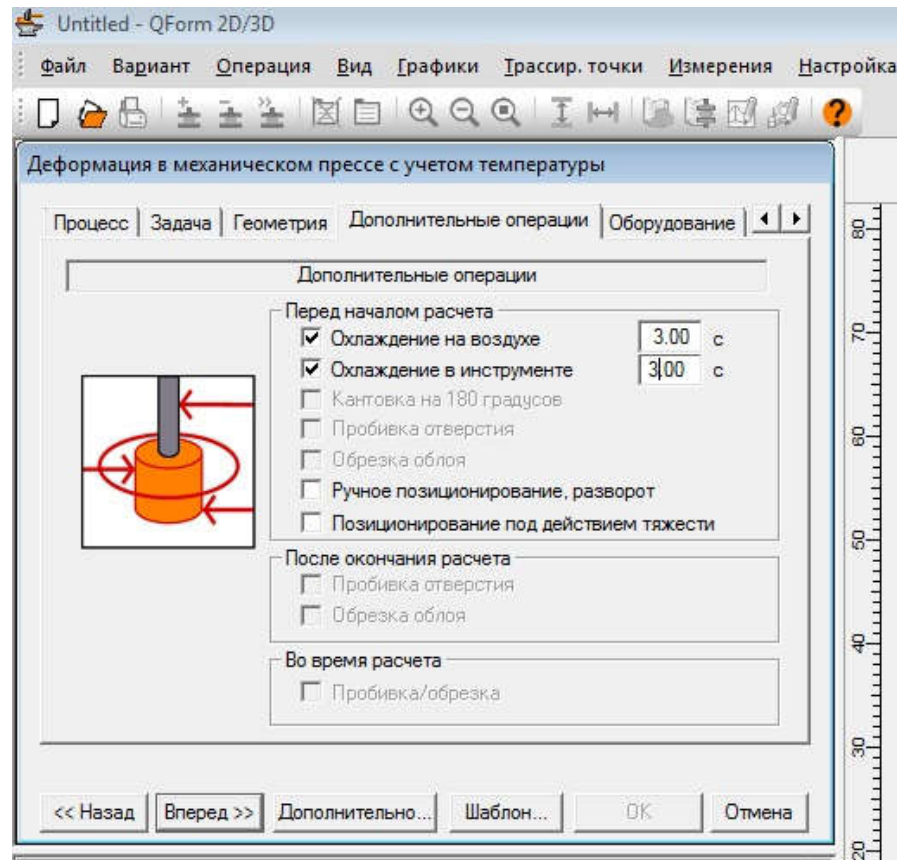 Untitled - QForm 2D/3D
Файл Вариант Операция Вид Графики Трассир. точки Измерения Настройка
Деформация в механическом прессе с учетом температуры
Процесс Задача Геометрия Дополнительные операции Оборудование
Дополнительные операции
Перед началом расчета
Охлаждение на воздухе 3.00 с
Охлаждение в инструменте 3.00 с
Кантовка на 180 градусов
Пробивка отверстия
Обрезка облоя
Ручное позиционирование, разворот
Позиционирование под действием тяжести
После окончания расчета
Пробивка отверстия
Обрезка облоя
Во время расчета
Пробивка/обрезка
<< Назад Вперед >> Дополнительно... Шаблон... OK Отмена
80
70
60
50
40
30
20